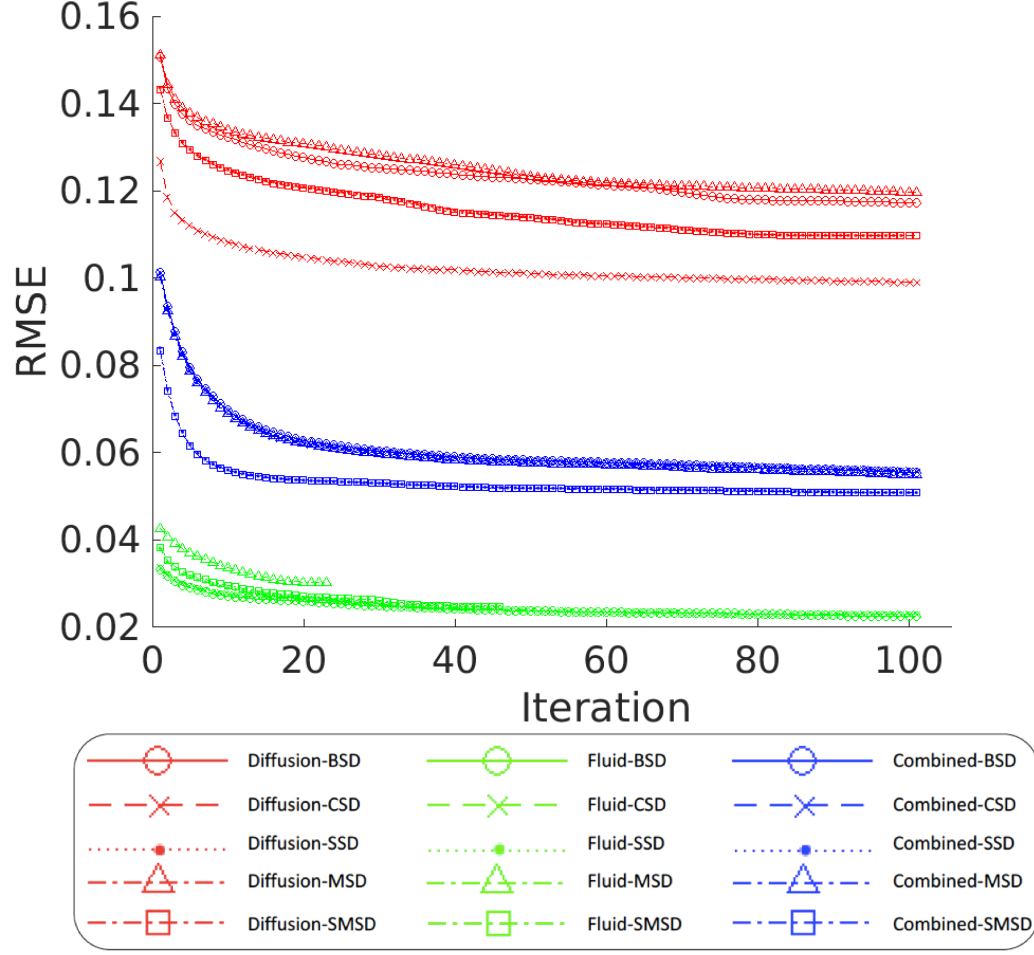 0.16
0.14
0.12
0.1
0.08
0.06
0.04
0.02
RMSE
0 20 40 60 80 100
Iteration
Diffusion-BSD Fluid-BSD Combined-BSD
Diffusion-CSD Fluid-CSD Combined-CSD
Diffusion-SSD Fluid-SSD Combined-SSD
Diffusion-MSD Fluid-MSD Combined-MSD
Diffusion-SMSD Fluid-SMSD Combined-SMSD